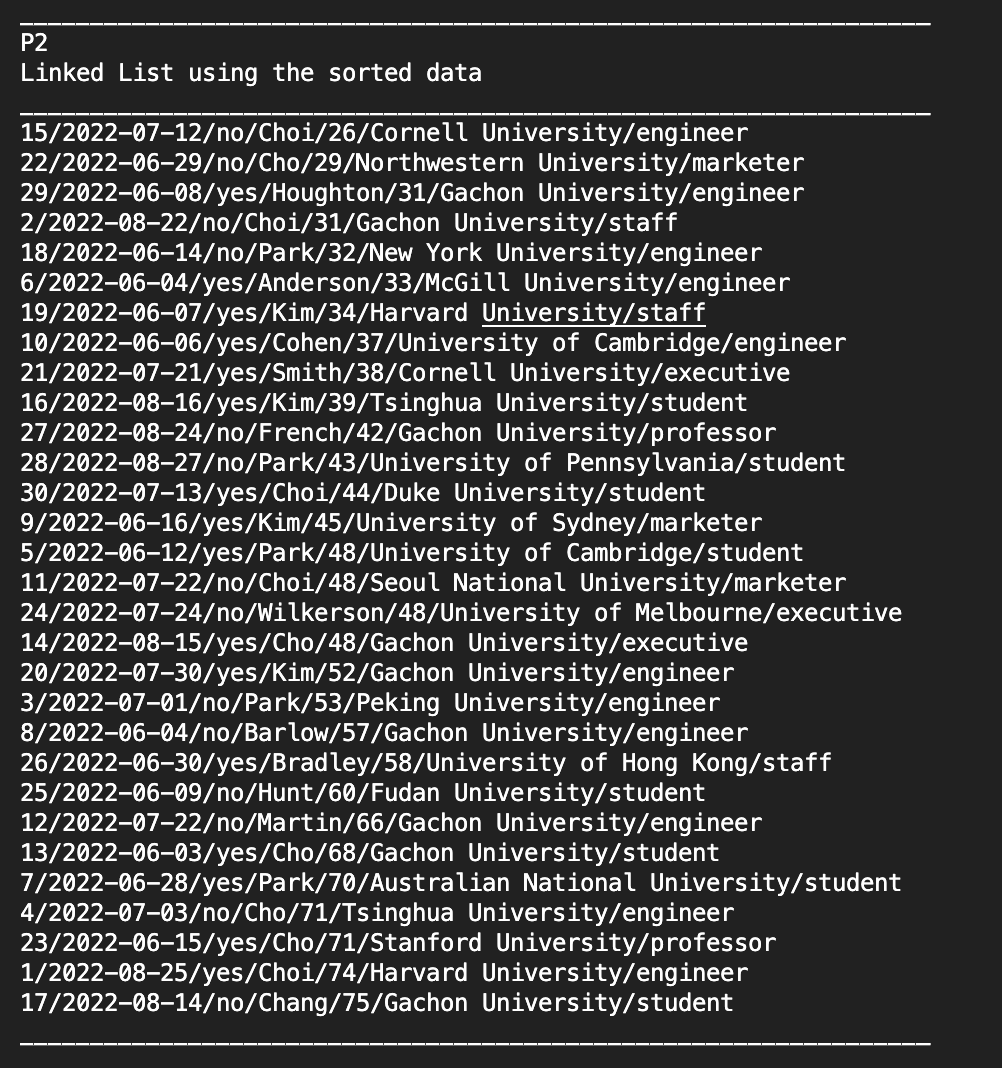 P2
Linked List using the sorted data
15/2022-07-12/no/Choi/26/Cornell University/engineer
22/2022-06-29/no/Cho/29/Northwestern University/marketer
29/2022-06-08/yes/Houghton/31/Gachon University/engineer
2/2022-08-22/no/Choi/31/Gachon University/staff
18/2022-06-14/no/Park/32/New York University/engineer
6/2022-06-04/yes/Anderson/33/McGill University/engineer
19/2022-06-07/yes/Kim/34/Harvard University/staff
10/2022-06-06/yes/Cohen/37/University of Cambridge/engineer
21/2022-07-21/yes/Smith/38/Cornell University/executive
16/2022-08-16/yes/Kim/39/Tsinghua University/student
27/2022-08-24/no/French/42/Gachon University/professor
28/2022-08-27/no/Park/43/University of Pennsylvania/student
30/2022-07-13/yes/Choi/44/Duke University/student
9/2022-06-16/yes/Kim/45/University of Sydney/marketer
5/2022-06-12/yes/Park/48/University of Cambridge/student
11/2022-07-22/no/Choi/48/Seoul National University/marketer
24/2022-07-24/no/Wilkerson/48/University of Melbourne/executive
14/2022-08-15/yes/Cho/48/Gachon University/executive
20/2022-07-30/yes/Kim/52/Gachon University/engineer
3/2022-07-01/no/Park/53/Peking University/engineer
8/2022-06-04/no/Barlow/57/Gachon University/engineer
26/2022-06-30/yes/Bradley/58/University of Hong Kong/staff
25/2022-06-09/no/Hunt/60/Fudan University/student
12/2022-07-22/no/Martin/66/Gachon University/engineer
13/2022-06-03/yes/Cho/68/Gachon University/student
7/2022-06-28/yes/Park/70/Australian National University/student
4/2022-07-03/no/Cho/71/Tsinghua University/engineer
23/2022-06-15/yes/Cho/71/Stanford University/professor
1/2022-08-25/yes/Choi/74/Harvard University/engineer
17/2022-08-14/no/Chang/75/Gachon University/student